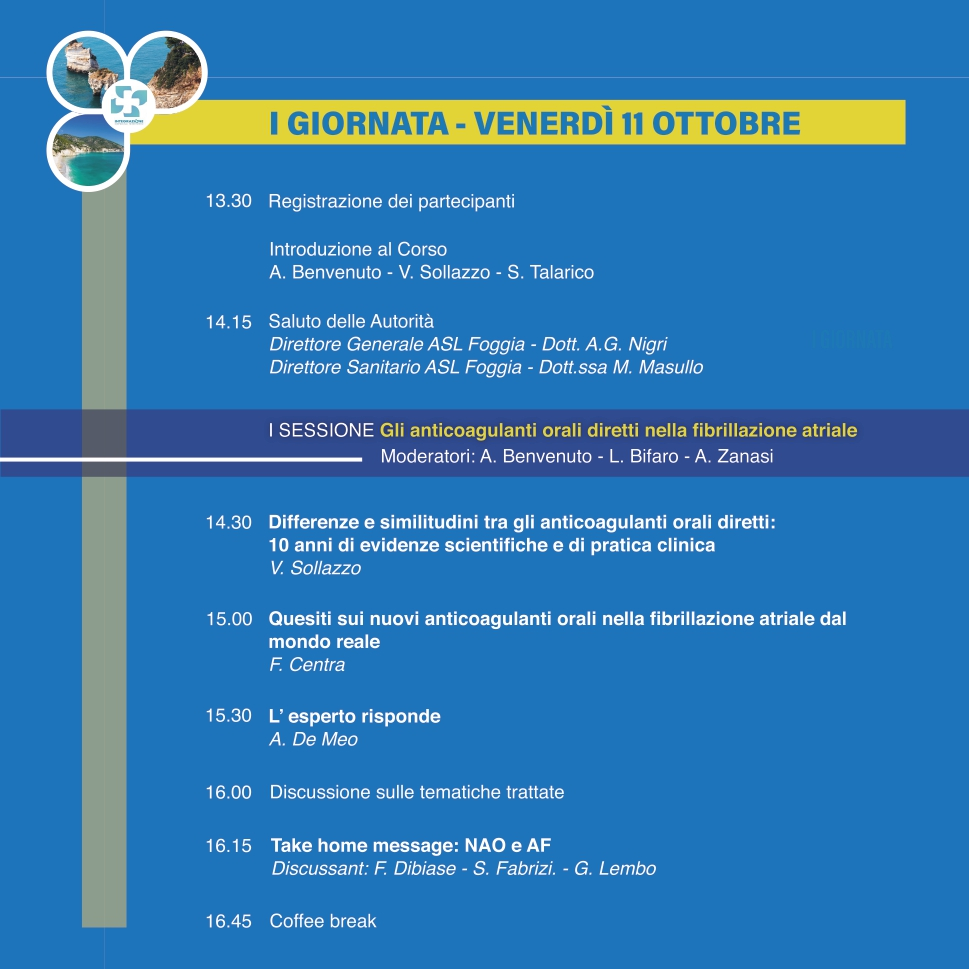 I GIORNATA - VENERDÌ 11 OTTOBRE
13.30 Registrazione dei partecipanti
Introduzione al Corso
A. Benvenuto - V. Sollazzo - S. Talarico
14.15 Saluto delle Autorità
Direttore Generale ASL Foggia - Dott. A.G. Nigri
Direttore Sanitario ASL Foggia - Dott.ssa M. Masullo
I SESSIONE Gli anticoagulanti orali diretti nella fibrillazione atriale
Moderatori: A. Benvenuto - L. Bifaro - A. Zanasi
14.30 Differenze e similitudini tra gli anticoagulanti orali diretti:
10 anni di evidenze scientifiche e di pratica clinica
V. Sollazzo
15.00 Quesiti sui nuovi anticoagulanti orali nella fibrillazione atriale dal
mondo reale
F. Centra
15.30 L' esperto risponde
A. De Meo
16.00 Discussione sulle tematiche trattate
16.15 Take home message: NAO e AF
Discussant: F. Dibiase - S. Fabrizi. - G. Lembo
16.45 Coffee break